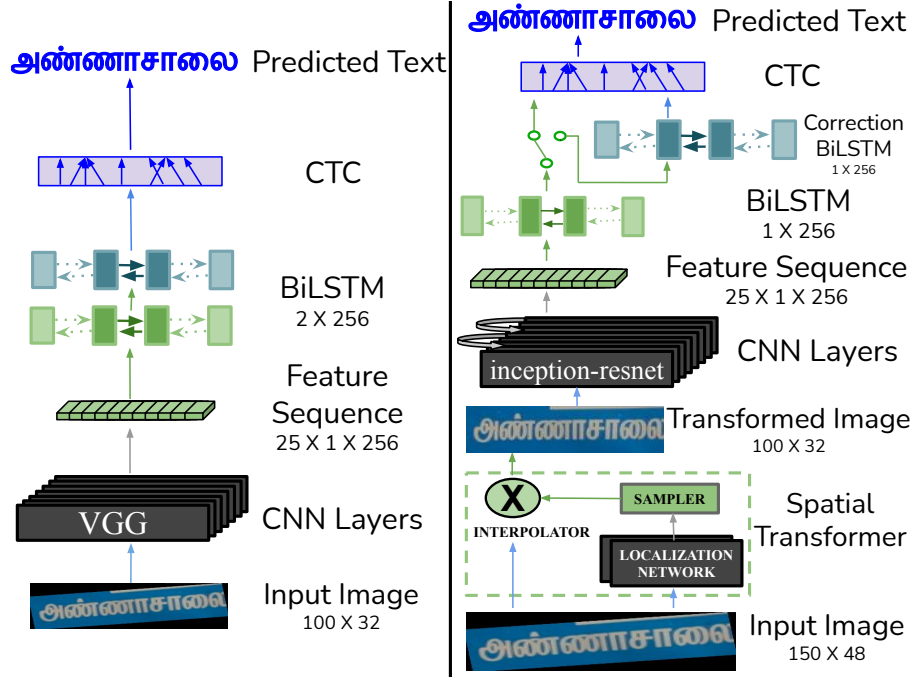 அண்ணாசாலை Predicted Text
CTC
BiLSTM
2 X 256
Feature
Sequence
25 X 1 X 256
VGG CNN Layers
அண்ணாசாலை Input Image
100 X 32
அண்ணாசாலை Predicted Text
CTC
Correction
BiLSTM
1 X 256
BiLSTM
1 X 256
Feature Sequence
25 X 1 X 256
inception-resnet CNN Layers
அண்ணாசாலை Transformed Image
100 X 32
X SAMPLER Spatial
INTERPOLATOR Transformer
LOCALIZATION
NETWORK
அண்ணாசாலை Input Image
150 X 48